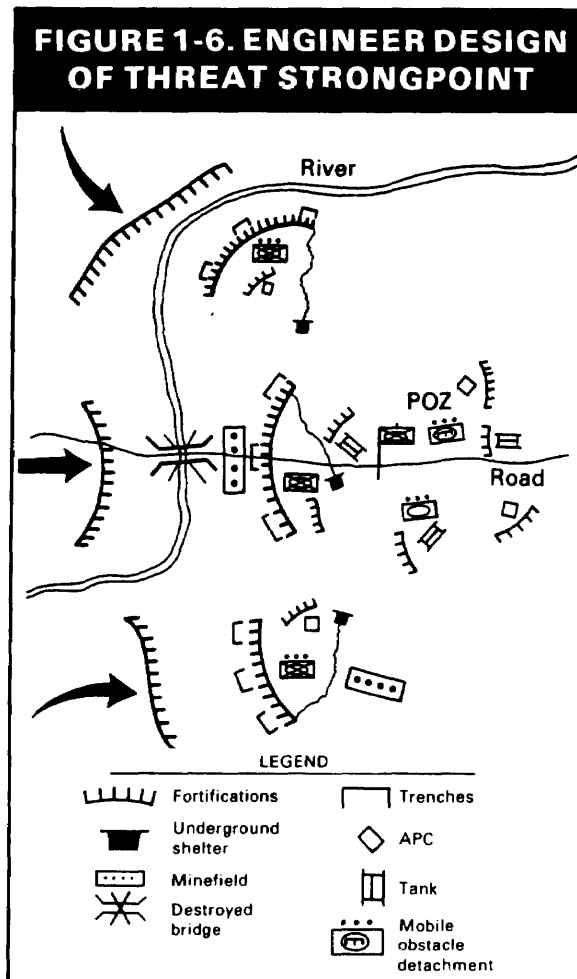 FIGURE 1-6. ENGINEER DESIGN
OF THREAT STRONGPOINT
River
POZ
Road
LEGEND
Fortifications
Trenches
Underground
shelter
APC
Minefield
Tank
Destroyed
bridge
Mobile
obstacle
detachment